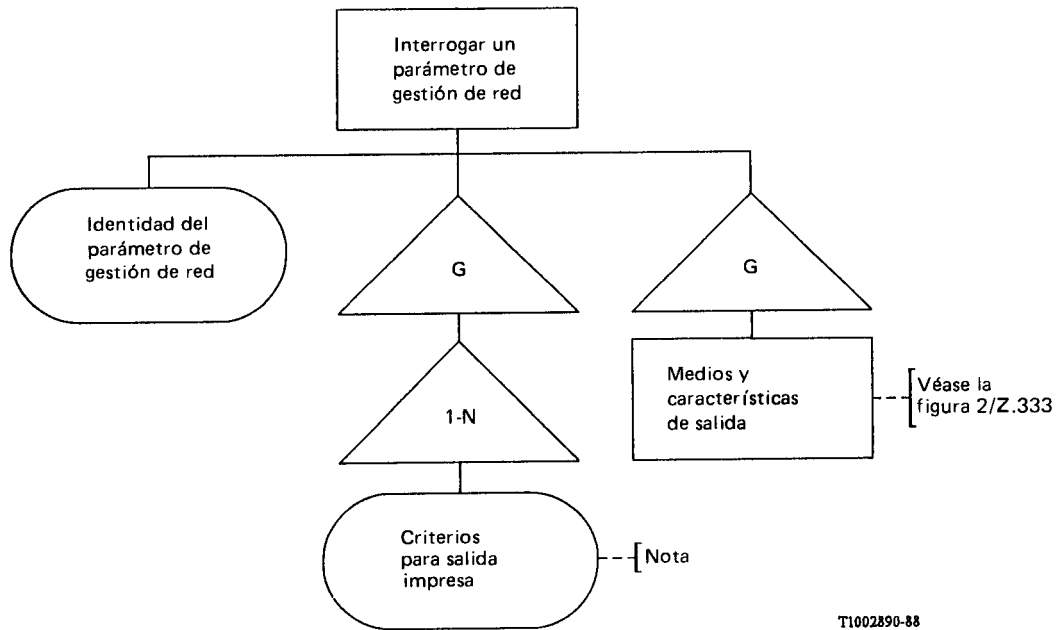 Interrogar un
parámetro de
gestión de red
Identidad del
parámetro de
gestión de red
G
G
1-N
Medios y
características
de salida
Véase la
figura 2/Z.333
Criterios
para salida
impresa
Nota
T1002890-88